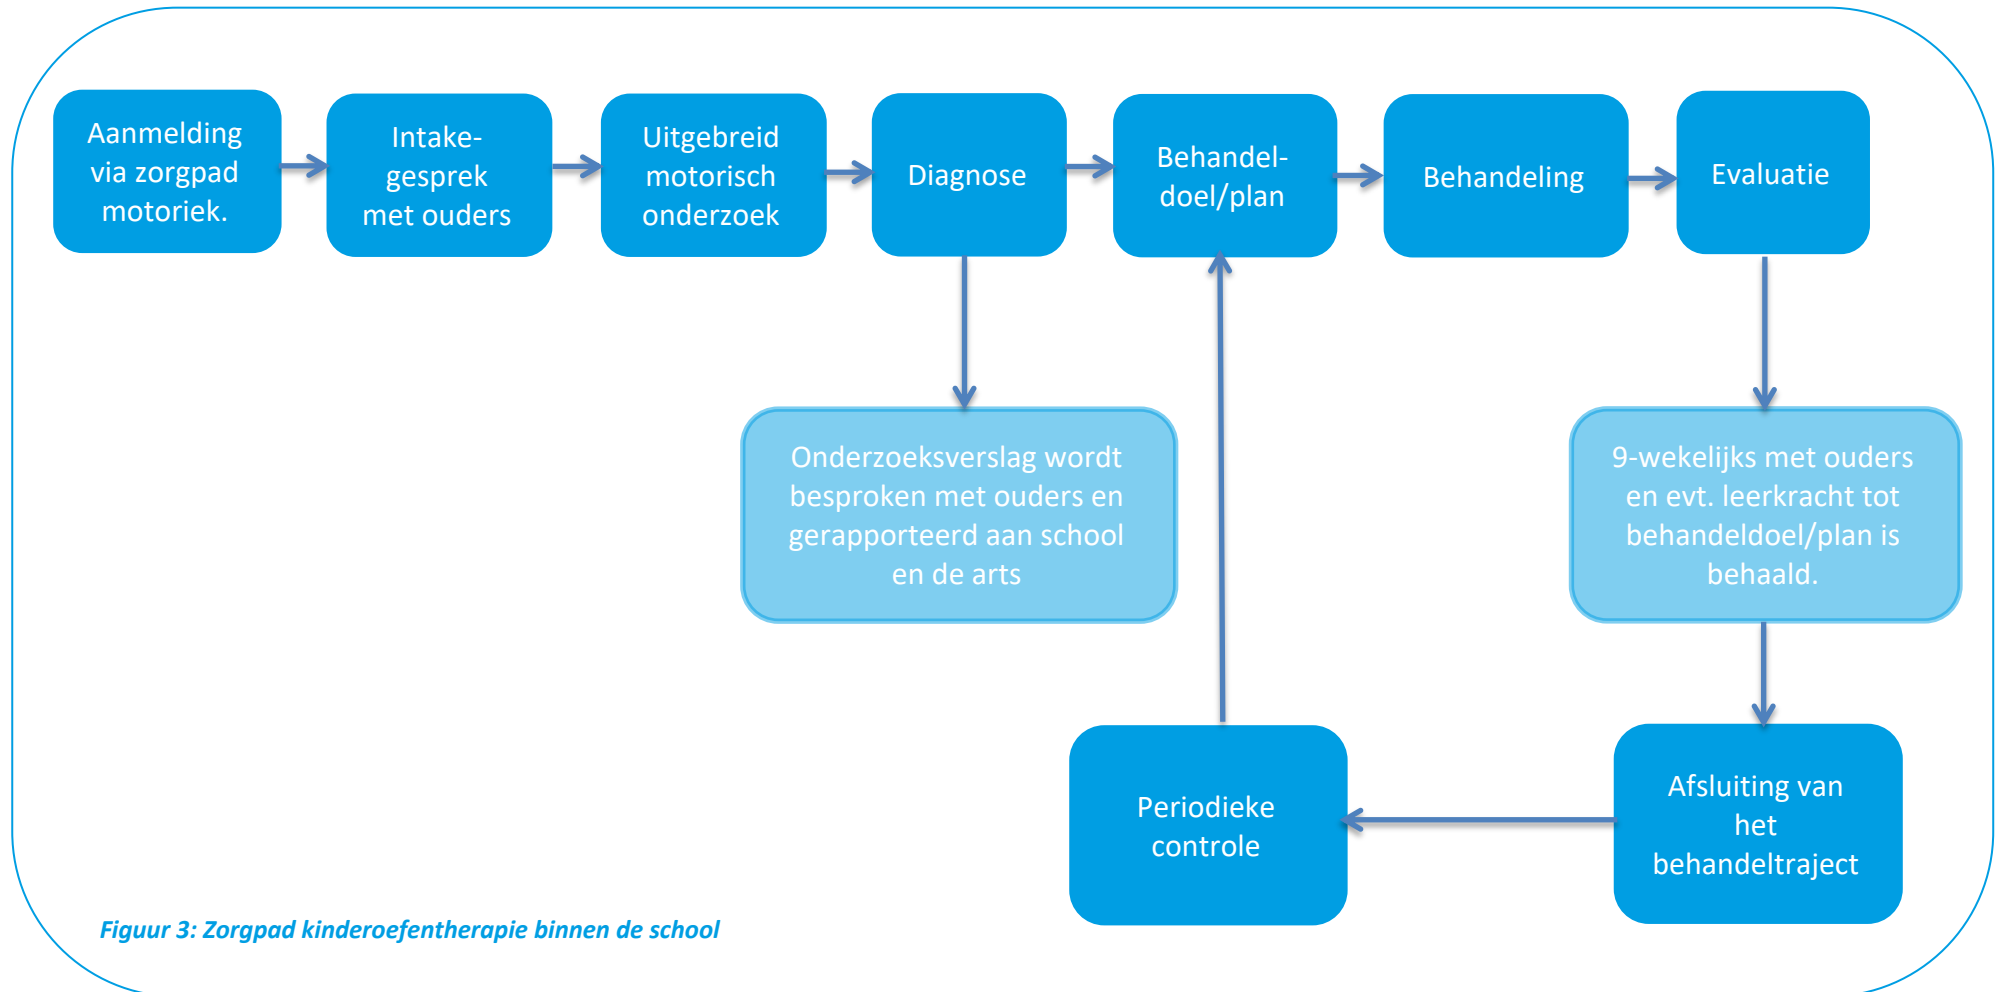 Aanmelding
via zorgpad
motoriek.
Intake-
gesprek
met ouders
Uitgebreid
motorisch
onderzoek
Diagnose
Behandel-
doel/plan
Behandeling
Evaluatie
Onderzoeksverslag wordt
besproken met ouders en
gerapporteerd aan school
en de arts
9-wekelijks met ouders
en evt. leerkracht tot
behandeldoel/plan is
behaald.
Periodieke
controle
Afsluiting van
het
behandeltraject
Figuur 3: Zorgpad kinderoefentherapie binnen de school